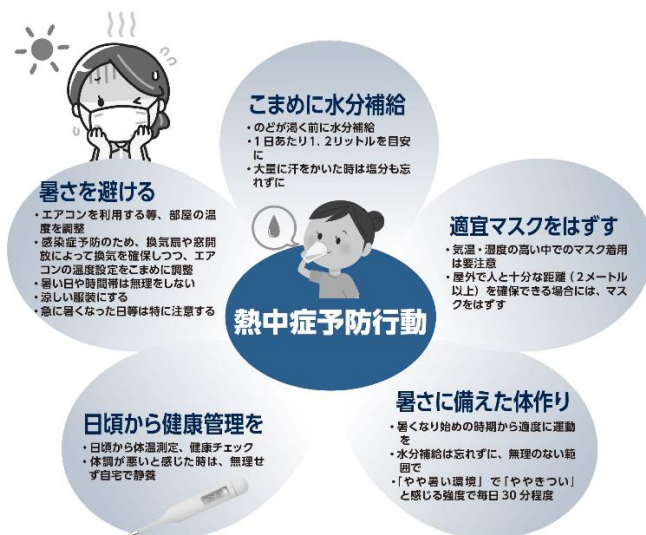 こまめに水分補給
・のどが渇く前に水分補給
・1日あたり1.2リットルを目安
に
・大量に汗をかいた時は塩分も忘
れずに
暑さを避ける
・エアコンを利用する等、部屋の温
度を調整
・感染症予防のため、換気扇や窓開
放によって換気を確保しつつ、エア
コンの温度設定をこまめに調整
・暑い日や時間帯は無理をしない
・涼しい服装にする
・急に暑くなった日等は特に注意する
適宜マスクをはずす
・気温・湿度の高い中でのマスク着用
は要注意
・屋外で人と十分な距離(2メートル
以上)を確保できる場合には、マス
クをはずす
熱中症予防行動
日頃から健康管理を
・日頃から体温測定、健康チェック
・体調が悪いと感じた時は、無理せ
ず自宅で静養
暑さに備えた体作り
・暑くなり始めの時期から適度に運動
を
・水分補給は忘れずに、無理のない範
囲で
・「やや暑い環境」で「ややきつい」
と感じる強度で毎日30分程度